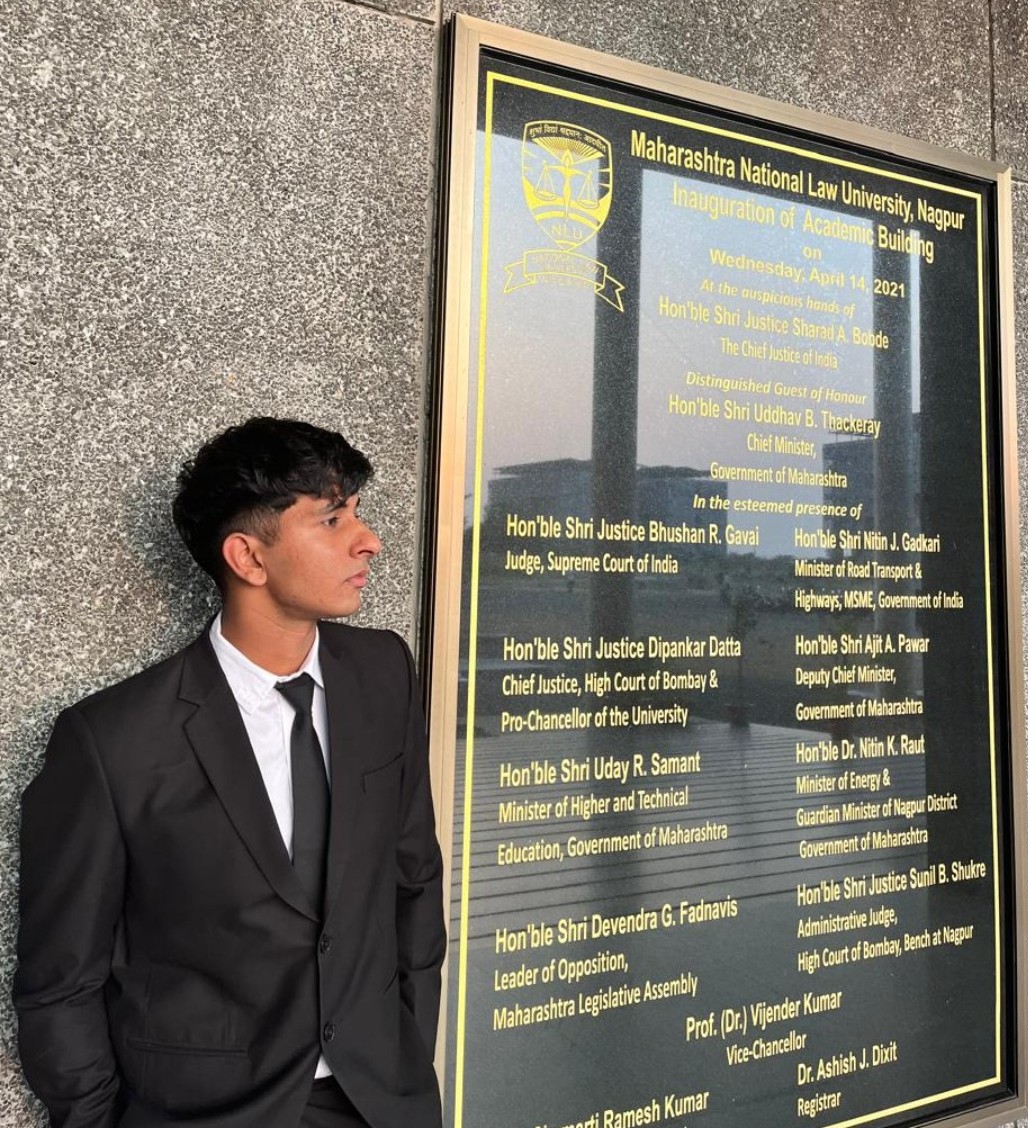 NLU
Maharashtra National Law University, Nagpur
Inauguration of Academic Building
on
Wednesday, April 14, 2021
At the auspicious hands of
Hon'ble Shri Justice Sharad A. Bobde
The Chief Justice of India
Distinguished Guest of Honour
Hon'ble Shri Uddhav B. Thackeray
Chief Minister,
Government of Maharashtra
In the esteemed presence of
Hon'ble Shri Justice Bhushan R. Gavai
Judge, Supreme Court of India
Hon'ble Shri Nitin J. Gadkari
Minister of Road Transport &
Highways, MSME, Government of India
Hon'ble Shri Justice Dipankar Datta
Chief Justice, High Court of Bombay &
Pro-Chancellor of the University
Hon'ble Shri Ajit A. Pawar
Deputy Chief Minister,
Government of Maharashtra
Hon'ble Shri Uday R. Samant
Minister of Higher and Technical
Education, Government of Maharashtra
Hon'ble Dr. Nitin K. Raut
Minister of Energy &
Guardian Minister of Nagpur District
Government of Maharashtra
Hon'ble Shri Devendra G. Fadnavis
Leader of Opposition,
Maharashtra Legislative Assembly
Hon'ble Shri Justice Sunil B. Shukre
Administrative Judge,
High Court of Bombay, Bench at Nagpur
Prof. (Dr.) Vijender Kumar
Vice-Chancellor
Ramesh Kumar
Dr. Ashish J. Dixit
Registrar